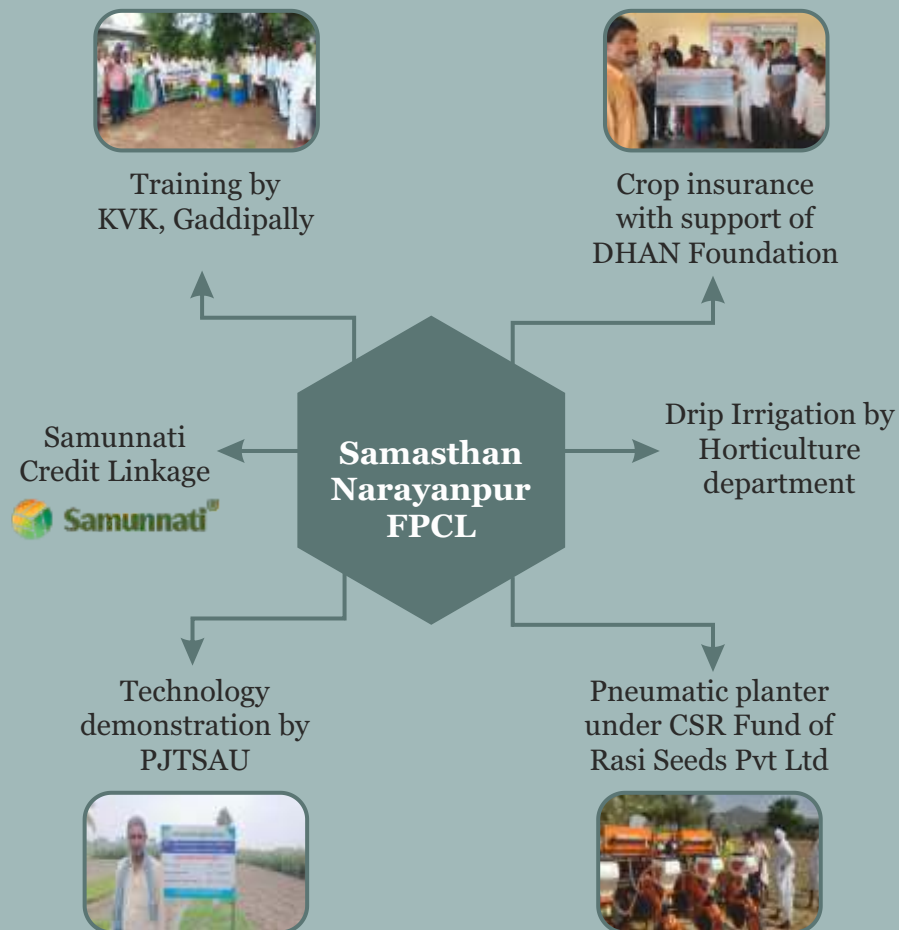 Training by
KVK, Gaddipally
Crop insurance
with support of
DHAN Foundation
Samunnati
Credit Linkage
Samunnati®
Samasthan
Narayanpur
FPCL
Drip Irrigation by
Horticulture
department
Technology
demonstration by
PJTSAU
Pneumatic planter
under CSR Fund of
Rasi Seeds Pvt Ltd